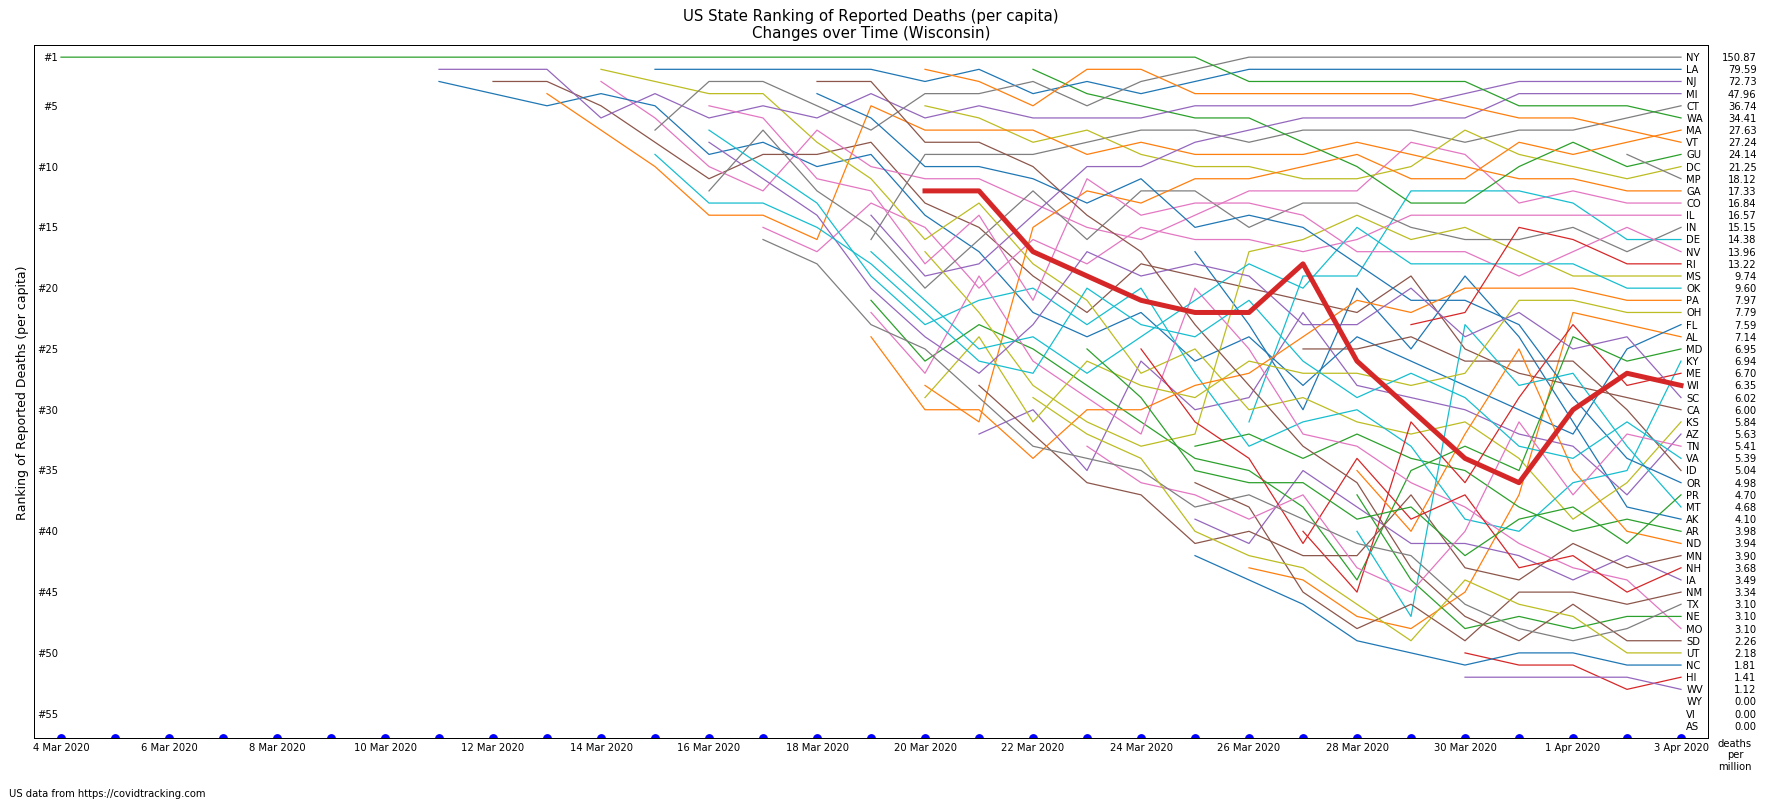 US State Ranking of Reported Deaths (per capita)
Changes over Time (Wisconsin)
Ranking of Reported Deaths (per capita)
#1
#5
#10
#15
#20
#25
#30
#35
#40
#45
#50
#55
NY 150.87
LA 79.59
NJ 72.73
MI 47.96
CT 36.74
WA 34.41
MA 27.63
VT 27.24
GU 24.14
DC 21.25
MP 18.12
GA 17.33
CO 16.84
IL 16.57
IN 15.15
DE 14.38
NV 13.96
RI 13.22
MS 9.74
OK 9.60
PA 7.97
OH 7.79
FL 7.59
AL 7.14
MD 6.95
KY 6.94
ME 6.70
WI 6.35
SC 6.02
CA 6.00
KS 5.84
AZ 5.63
TN 5.41
VA 5.39
ID 5.04
OR 4.98
PR 4.70
MT 4.68
AK 4.10
AR 3.98
ND 3.94
MN 3.90
NH 3.68
IA 3.49
NM 3.34
TX 3.10
NE 3.10
MO 3.10
SD 2.26
UT 2.18
NC 1.81
HI 1.41
WV 1.12
WY 0.00
VI 0.00
AS 0.00
4 Mar 2020 6 Mar 2020 8 Mar 2020 10 Mar 2020 12 Mar 2020 14 Mar 2020 16 Mar 2020 18 Mar 2020 20 Mar 2020 22 Mar 2020 24 Mar 2020 26 Mar 2020 28 Mar 2020 30 Mar 2020 1 Apr 2020 3 Apr 2020
deaths
per
million
US data from https://covidtracking.com